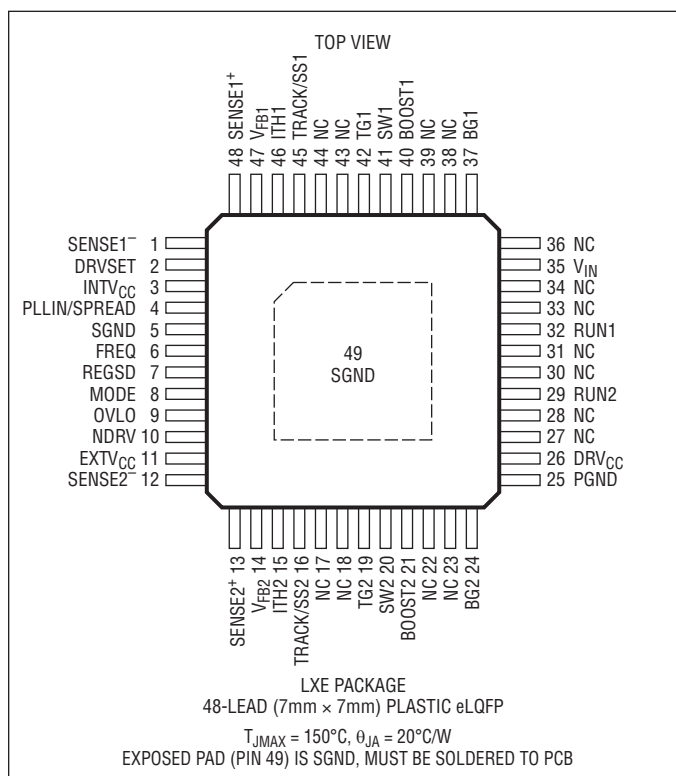 TOP VIEW
48 SENSE1+
47 VFB1
46 ITH1
45 TRACK/SS1
44 NC
43 NC
42 TG1
41 SW1
40 BOOST1
39 NC
38 NC
37 BG1
SENSE1– 1
DRVSET 2
INTVCC 3
PLLIN/SPREAD 4
SGND 5
FREQ 6
REGSD 7
MODE 8
OVLO 9
NDRV 10
EXTVCC 11
SENSE2– 12
49
SGND
36 NC
35 VIN
34 NC
33 NC
32 RUN1
31 NC
30 NC
29 RUN2
28 NC
27 NC
26 DRVCC
25 PGND
SENSE2+ 13
VFB2 14
ITH2 15
TRACK/SS2 16
NC 17
NC 18
TG2 19
SW2 20
BOOST2 21
NC 22
NC 23
BG2 24
LXE PACKAGE
48-LEAD (7mm × 7mm) PLASTIC eLQFP
TJMAX = 150°C, θJA = 20°C/W
EXPOSED PAD (PIN 49) IS SGND, MUST BE SOLDERED TO PCB